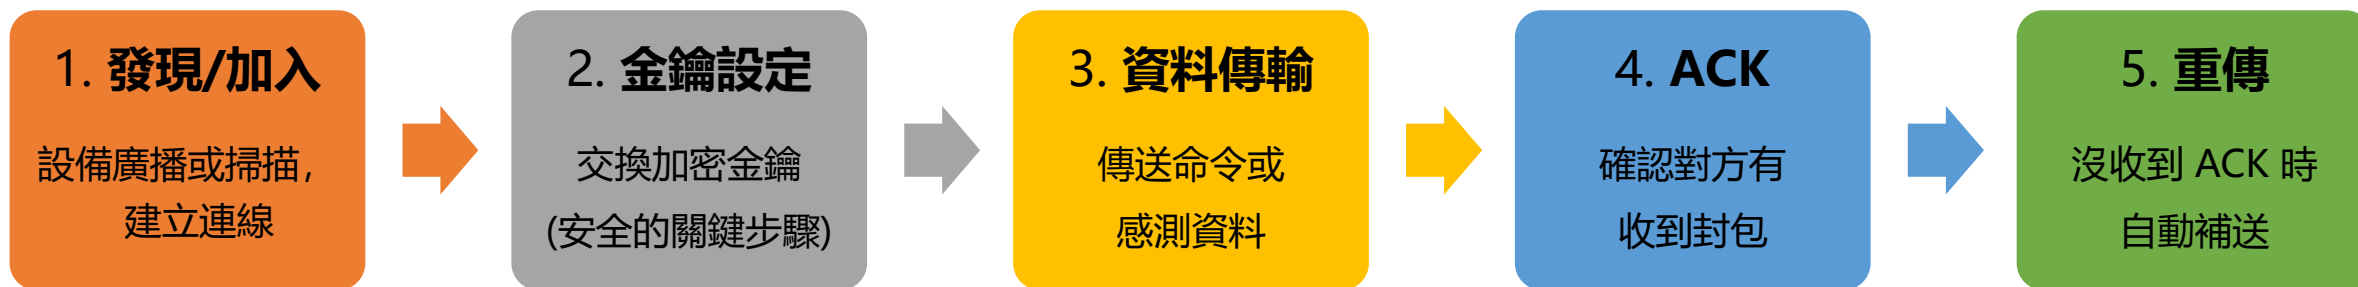 1. 發現/加入
設備廣播或掃描,
建立連線
2. 金鑰設定
交換加密金鑰
(安全的關鍵步驟)
3. 資料傳輸
傳送命令或
感測資料
4. ACK
確認對方有
收到封包
5. 重傳
沒收到 ACK 時
自動補送